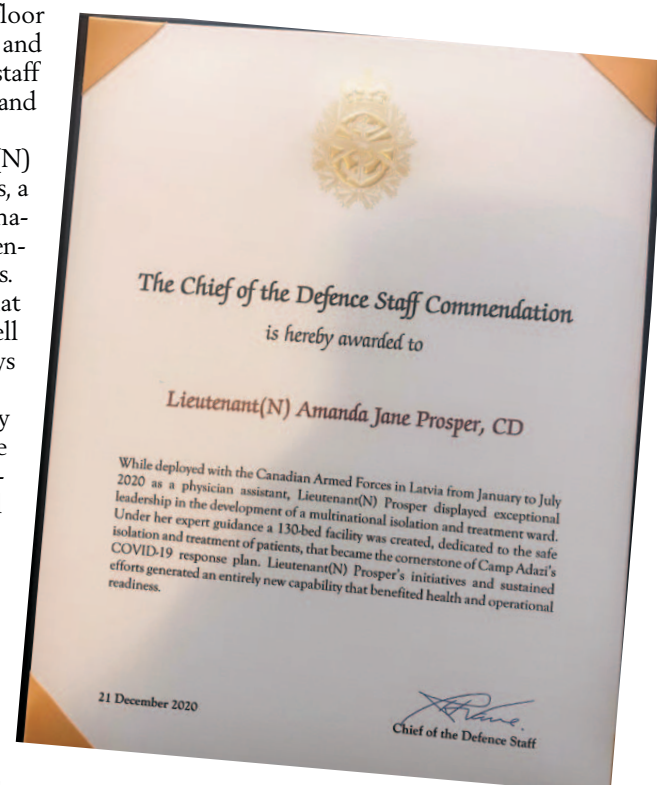 floor
and
staff
and
(N)
s, a
na-
en-
s.
at
ell
ys
y
e
-
The Chief of the Defence Staff Commendation
is hereby awarded to
Lieutenant(N) Amanda Jane Prosper, CD
While deployed with the Canadian Armed Forces in Latvia from January to July
2020 as a physician assistant, Lieutenant(N) Prosper displayed exceptional
leadership in the development of a multinational isolation and treatment ward.
Under her expert guidance a 130-bed facility was created, dedicated to the safe
isolation and treatment of patients, that became the cornerstone of Camp Adazi's
COVID-19 response plan. Lieutenant(N) Prosper's initiatives and sustained
efforts generated an entirely new capability that benefited health and operational
readiness.
21 December 2020
Chief of the Defence Staff